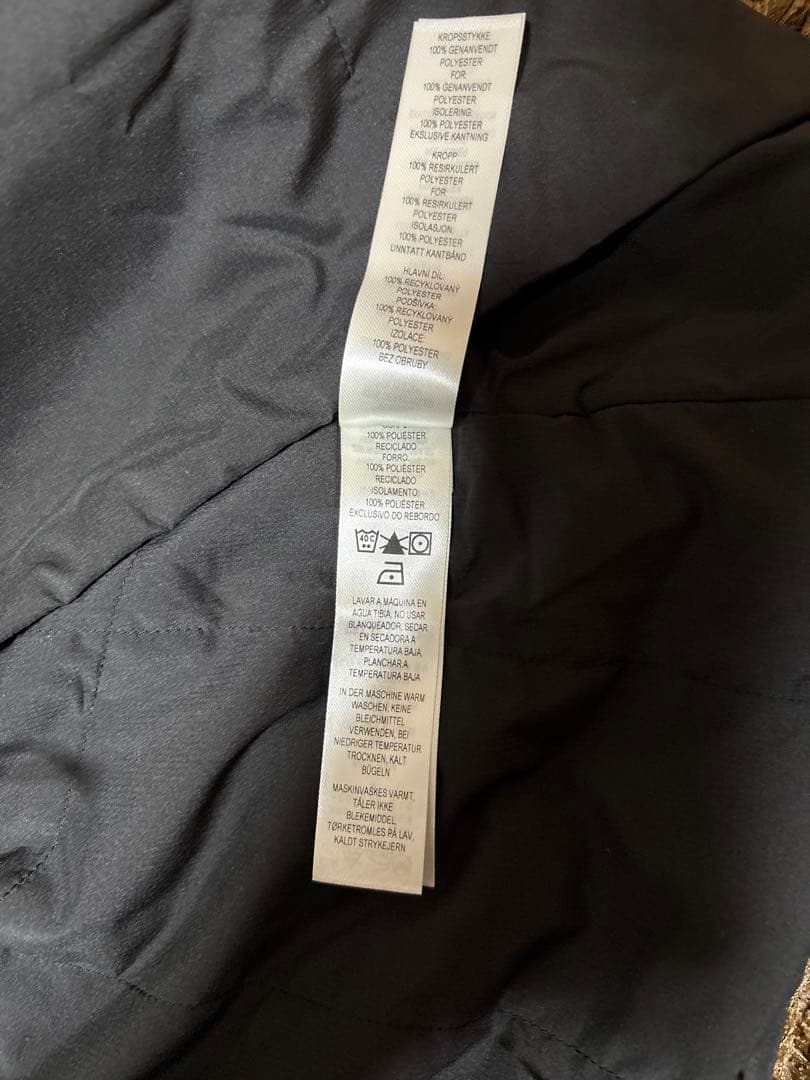 KROPSSTYKKE:
100% GENANVENDT
POLYESTER
FOR:
100% GENANVENDT
POLYESTER
ISOLERING:
100% POLYESTER
EKSLUSIVE KANTNING
KROPP:
100% RESIRKULERT
POLYESTER
FOR:
100% RESIRKULERT
POLYESTER
ISOLASJON:
100% POLYESTER
UNNTATT KANTBÅND
HLAVNÍ DÍL:
100% RECYKLOVANÝ
POLYESTER
PODŠÍVKA:
100% RECYKLOVANÝ
POLYESTER
IZOLACE:
100% POLYESTER
BEZ OBRUBY
100% POLIÉSTER
RECICLADO
FORRO:
100% POLIÉSTER
RECICLADO
ISOLAMENTO:
100% POLIÉSTER
EXCLUSIVO DO REBORDO
40 C
LAVAR A MÁQUINA EN
AGUA TIBIA, NO USAR
BLANQUEADOR, SECAR
EN SECADORA A
TEMPERATURA BAJA,
PLANCHAR A
TEMPERATURA BAJA
IN DER MASCHINE WARM
WASCHEN, KEINE
BLEICHMITTEL
VERWENDEN, BEI
NIEDRIGER TEMPERATUR
TROCKNEN, KALT
BÜGELN
MASKINVASKES VARMT,
TÅLER IKKE
BLEKEMIDDEL,
TØRKETROMLES PÅ LAV,
KALDT STRYKEJERN